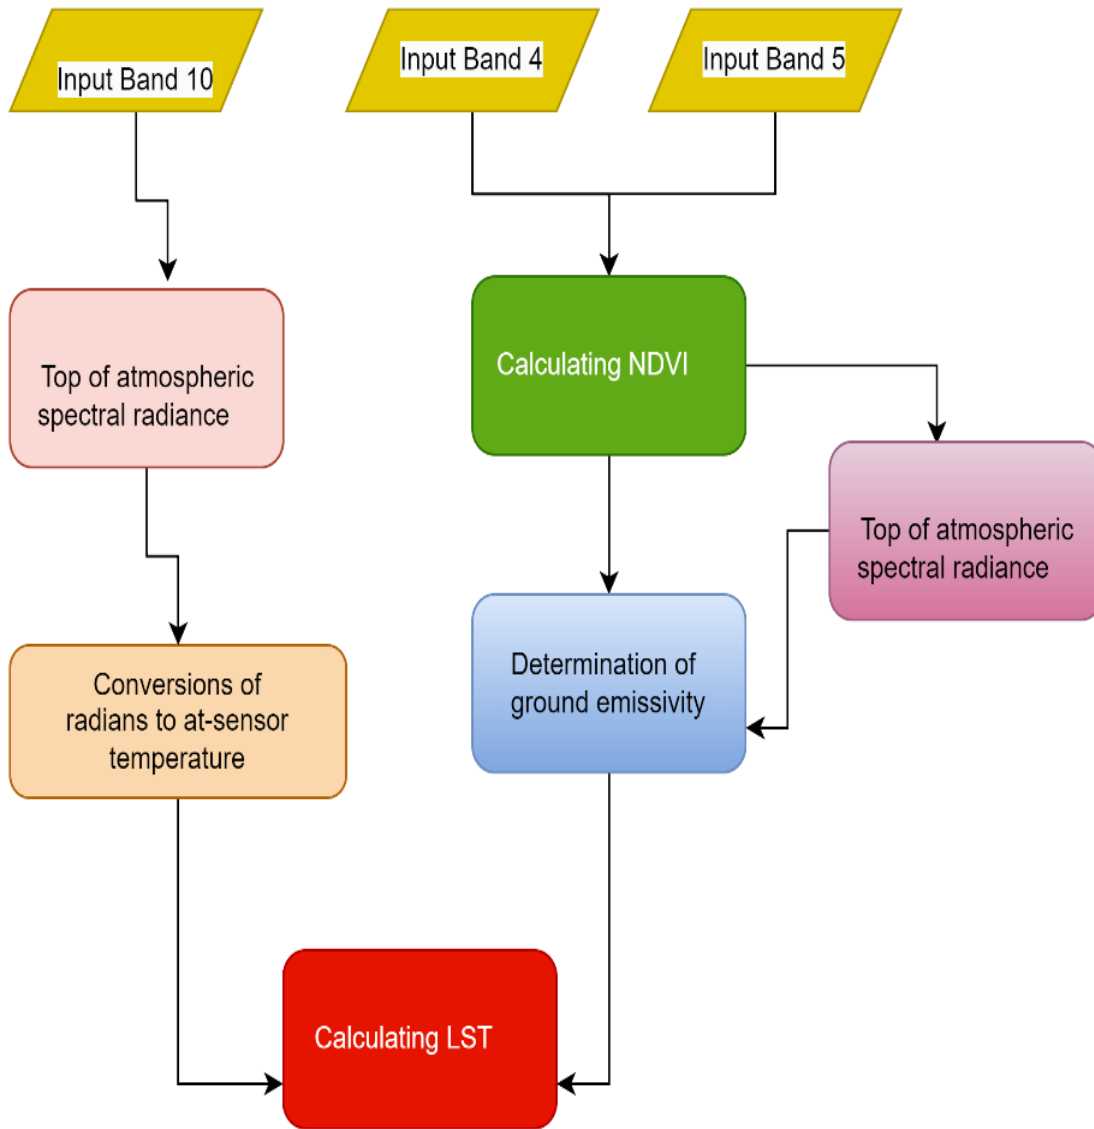 Input Band 10
Input Band 4
Input Band 5
Top of atmospheric
spectral radiance
Calculating NDVI
Top of atmospheric
spectral radiance
Conversions of
radians to at-sensor
temperature
Determination of
ground emissivity
Calculating LST